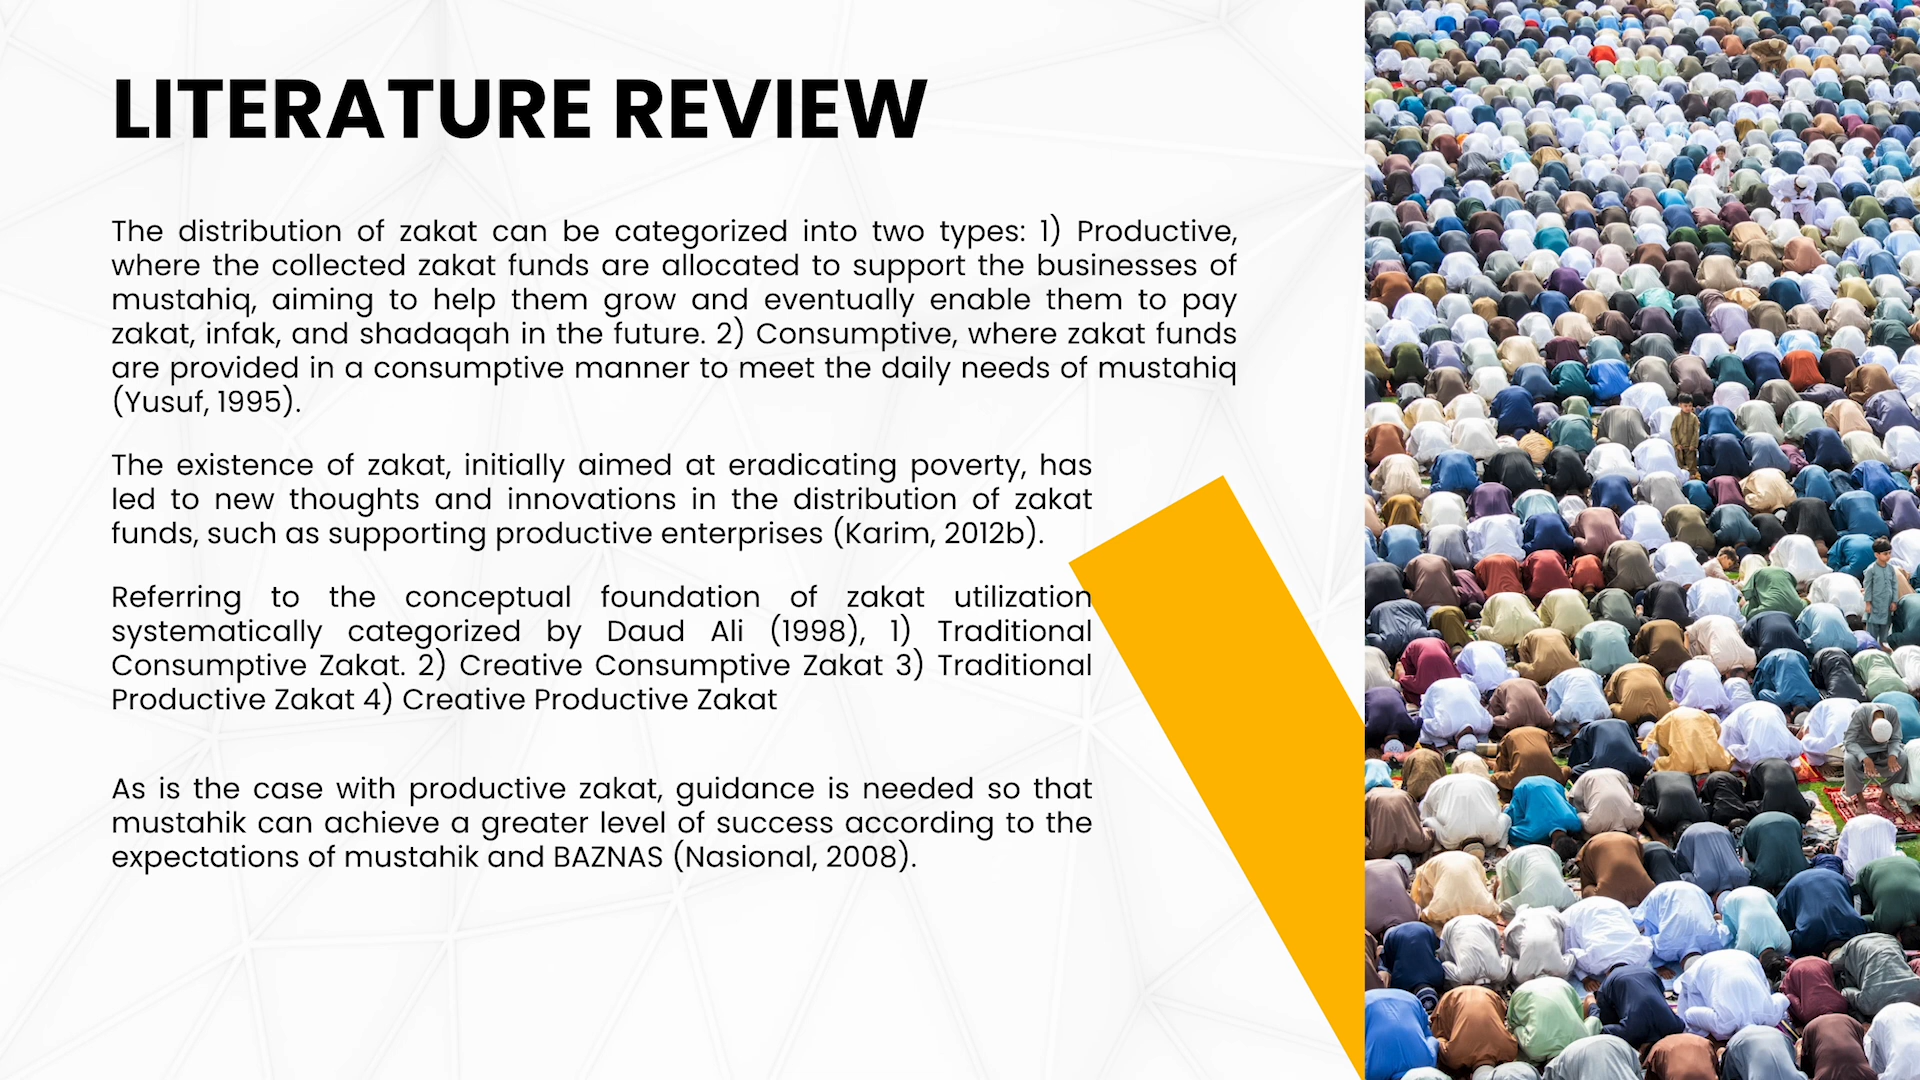 LITERATURE REVIEW
The distribution of zakat can be categorized into two types: 1) Productive,
where the collected zakat funds are allocated to support the businesses of
mustahiq, aiming to help them grow and eventually enable them to pay
zakat, infak, and shadaqah in the future. 2) Consumptive, where zakat funds
are provided in a consumptive manner to meet the daily needs of mustahiq
(Yusuf, 1995).
The existence of zakat, initially aimed at eradicating poverty, has
led to new thoughts and innovations in the distribution of zakat
funds, such as supporting productive enterprises (Karim, 2012b).
Referring to the conceptual foundation of zakat utilization
systematically categorized by Daud Ali (1998), 1) Traditional
Consumptive Zakat. 2) Creative Consumptive Zakat 3) Traditional
Productive Zakat 4) Creative Productive Zakat
As is the case with productive zakat, guidance is needed so that
mustahik can achieve a greater level of success according to the
expectations of mustahik and BAZNAS (Nasional, 2008).